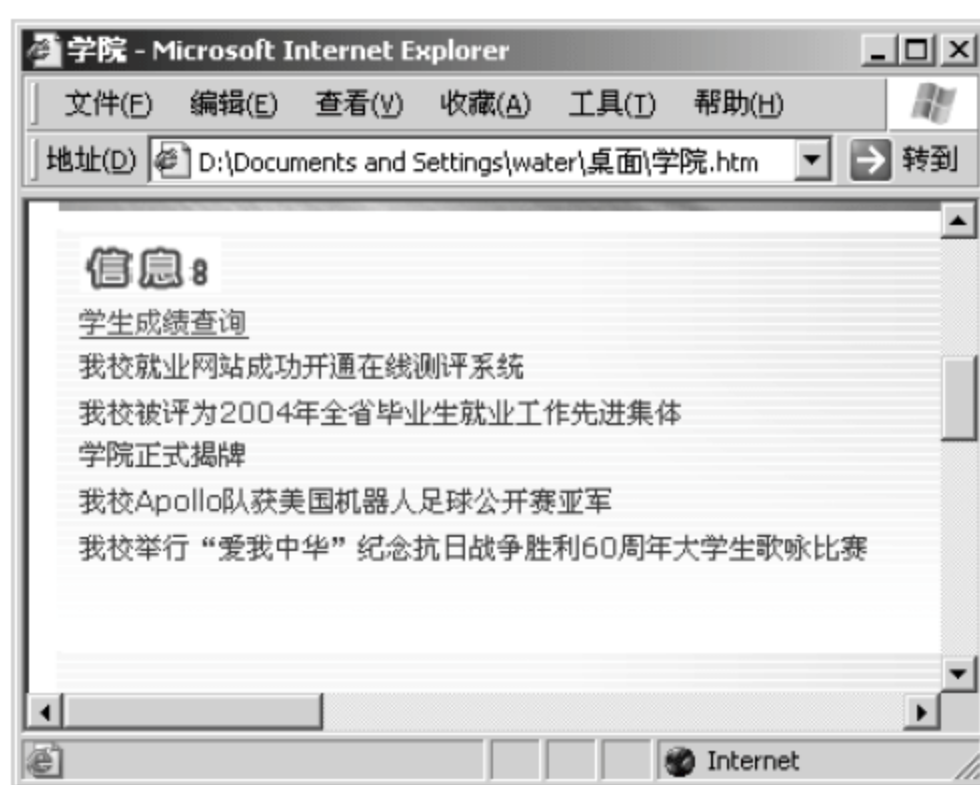 学院 - Microsoft Internet Explorer
文件(F) 编辑(E) 查看(V) 收藏(A) 工具(T) 帮助(H)
地址(D) D:\Documents and Settings\water\桌面\学院.htm 转到
信息8
学生成绩查询
我校就业网站成功开通在线测评系统
我校被评为2004年全省毕业生就业工作先进集体
学院正式揭牌
我校Apollo队获美国机器人足球公开赛亚军
我校举行“爱我中华”纪念抗日战争胜利60周年大学生歌咏比赛
Internet